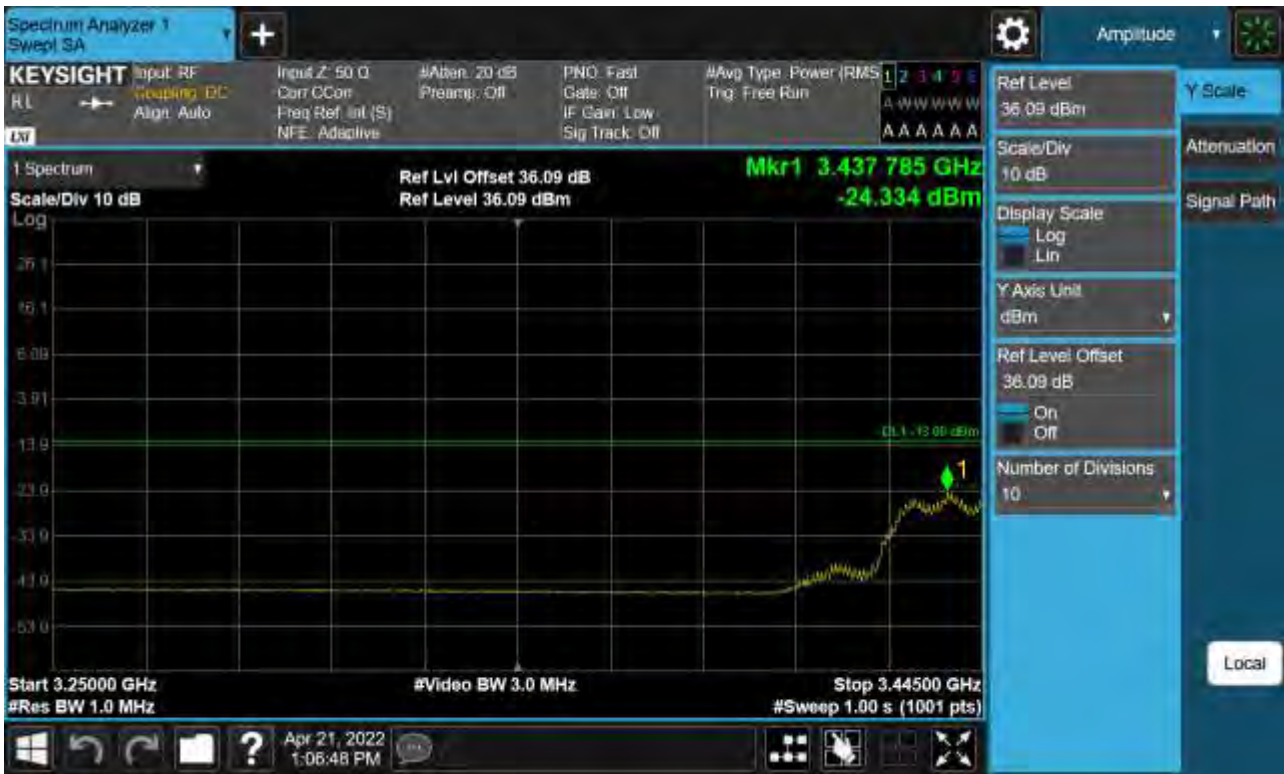 Spectrum Analyzer 1
Swept SA
+
Amplitude
KEYSIGHT
RL
LXI
Input: RF
Coupling: DC
Align: Auto
Input Z: 50 Ω
Corr CCorr
Freq Ref: Int (S)
NFE: Adaptive
#Atten: 20 dB
Preamp: Off
PNO: Fast
Gate: Off
IF Gain: Low
Sig Track: Off
#Avg Type: Power (RMS
Trig: Free Run
1 2 3 4 5 6
A W W W W W
A A A A A A
1 Spectrum
Scale/Div 10 dB
Log
Ref Lvl Offset 36.09 dB
Ref Level 36.09 dBm
Mkr1 3.437 785 GHz
-24.334 dBm
26.1
16.1
6.09
-3.91
-13.9
-23.9
-33.9
-43.9
-53.9
DL1 -13.00 dBm
1
Start 3.25000 GHz
#Res BW 1.0 MHz
#Video BW 3.0 MHz
Stop 3.44500 GHz
#Sweep 1.00 s (1001 pts)
Ref Level
36.09 dBm
Scale/Div
10 dB
Display Scale
Log
Lin
Y Axis Unit
dBm
Ref Level Offset
36.09 dB
On
Off
Number of Divisions
10
Y Scale
Attenuation
Signal Path
Local
?
Apr 21, 2022
1:06:48 PM